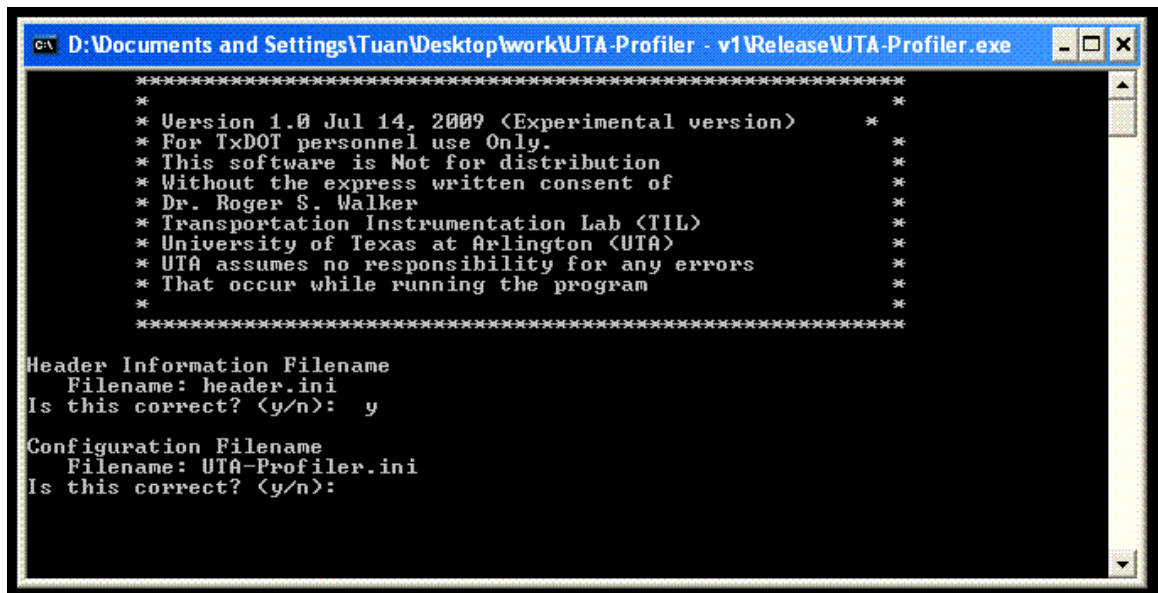 D:\Documents and Settings\Tuan\Desktop\work\UTA-Profiler - v1\Release\UTA-Profiler.exe
*********************************************************
* *
* Version 1.0 Jul 14, 2009 (Experimental version) *
* For TxDOT personnel use Only. *
* This software is Not for distribution *
* Without the express written consent of *
* Dr. Roger S. Walker *
* Transportation Instrumentation Lab (TIL) *
* University of Texas at Arlington (UTA) *
* UTA assumes no responsibility for any errors *
* That occur while running the program *
* *
*********************************************************
Header Information Filename
Filename: header.ini
Is this correct? (y/n): y
Configuration Filename
Filename: UTA-Profiler.ini
Is this correct? (y/n):